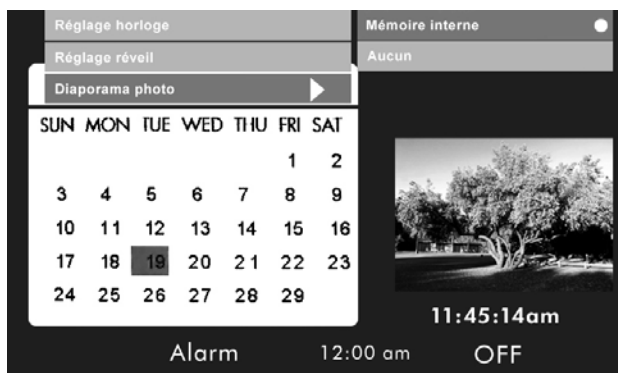 Réglage horloge
Mémoire interne
Réglage réveil
Aucun
Diaporama photo
SUN MON TUE WED THU FRI SAT
1 2
3 4 5 6 7 8 9
10 11 12 13 14 15 16
17 18 19 20 21 22 23
24 25 26 27 28 29
11:45:14am
Alarm 12:00 am OFF